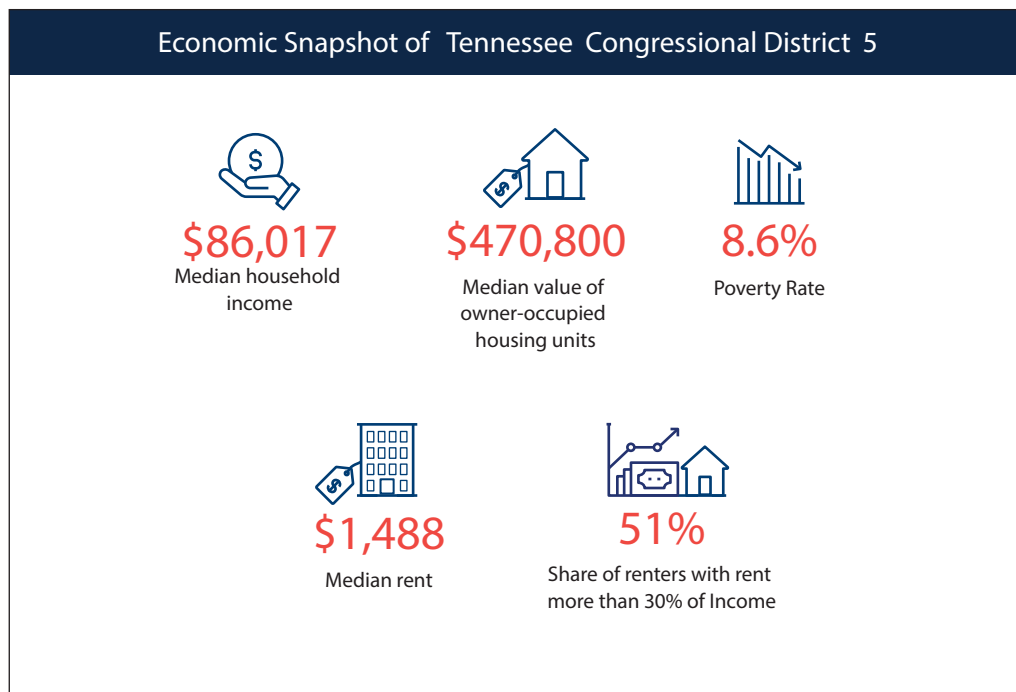 Economic Snapshot of Tennessee Congressional District 5
$
$86,017
Median household
income
$
$470,800
Median value of
owner-occupied
housing units
8.6%
Poverty Rate
$
$1,488
Median rent
51%
Share of renters with rent
more than 30% of Income